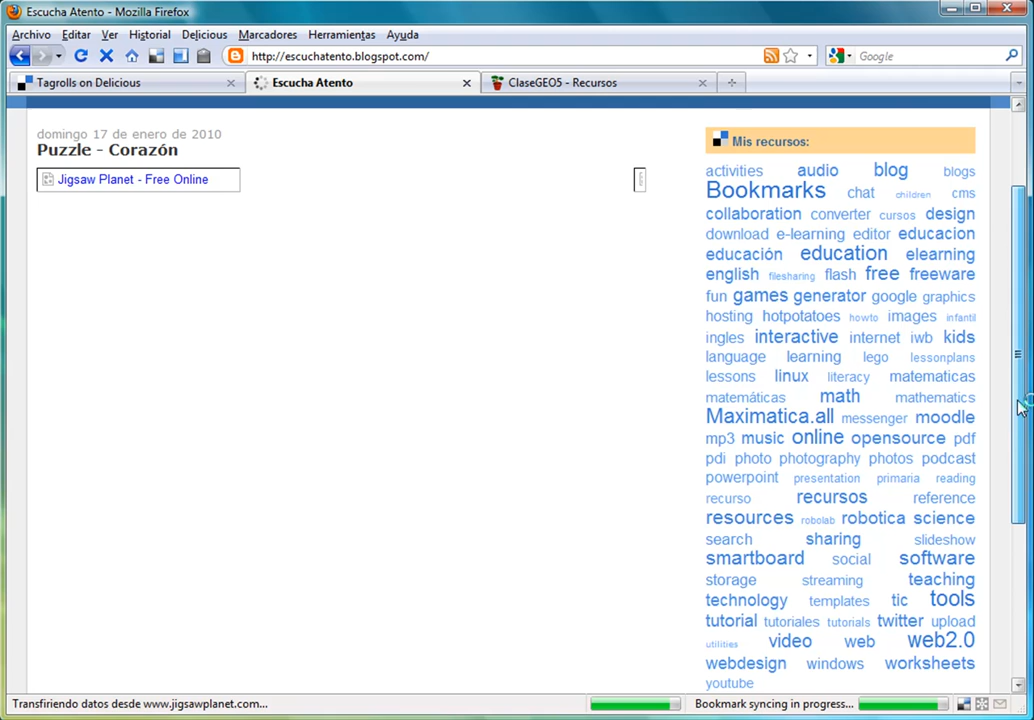 Escucha Atento - Mozilla Firefox
Archivo Editar Ver Historial Delicious Marcadores Herramientas Ayuda
http://escuchatento.blogspot.com/ Google
Tagrolls on Delicious Escucha Atento ClaseGEO5 - Recursos
domingo 17 de enero de 2010
Puzzle - Corazón
Jigsaw Planet - Free Online
Mis recursos:
activities audio blog blogs
Bookmarks chat children cms
collaboration converter cursos design
download e-learning editor educacion
educación education elearning
english filesharing flash free freeware
fun games generator google graphics
hosting hotpotatoes howto images infantil
ingles interactive internet iwb kids
language learning lego lessonplans
lessons linux literacy matematicas
matemáticas math mathematics
Maximatica.all messenger moodle
mp3 music online opensource pdf
pdi photo photography photos podcast
powerpoint presentation primaria reading
recurso recursos reference
resources robolab robotica science
search sharing slideshow
smartboard social software
storage streaming teaching
technology templates tic tools
tutorial tutoriales tutorials twitter upload
utilities video web web2.0
webdesign windows worksheets
youtube
Transfiriendo datos desde www.jigsawplanet.com... Bookmark syncing in progress...